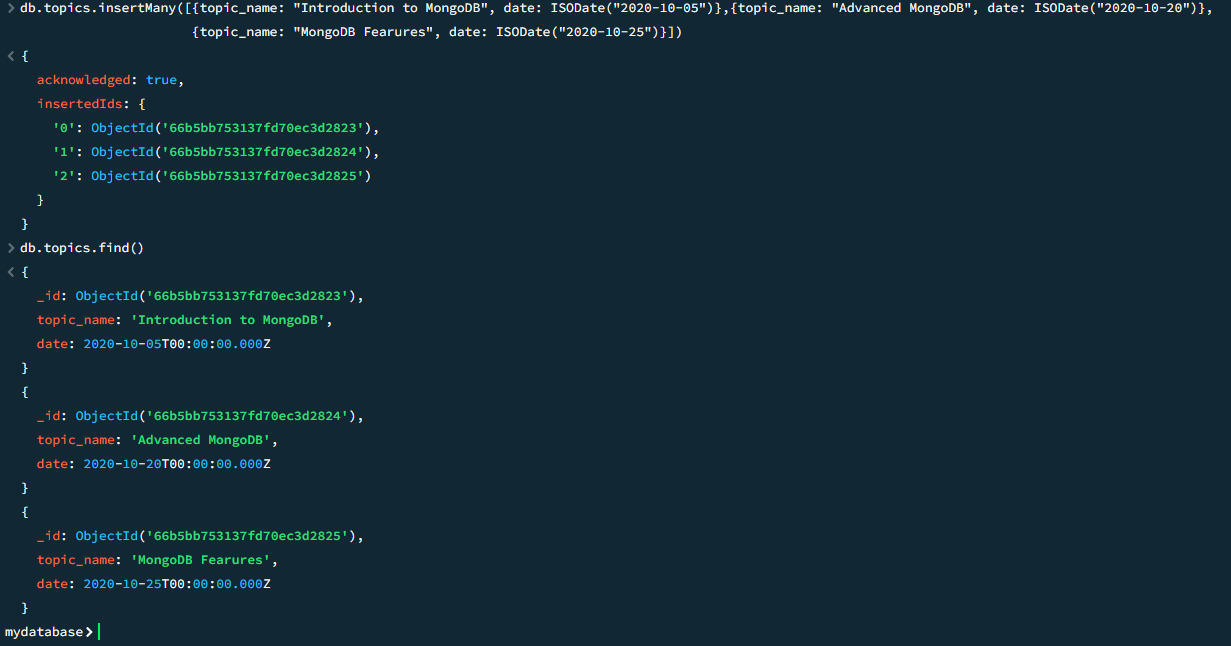 > db.topics.insertMany([{topic_name: "Introduction to MongoDB", date: ISODate("2020-10-05")},{topic_name: "Advanced MongoDB", date: ISODate("2020-10-20")},
{topic_name: "MongoDB Fearures", date: ISODate("2020-10-25")}])
< {
acknowledged: true,
insertedIds: {
'0': ObjectId('66b5bb753137fd70ec3d2823'),
'1': ObjectId('66b5bb753137fd70ec3d2824'),
'2': ObjectId('66b5bb753137fd70ec3d2825')
}
}
> db.topics.find()
< {
_id: ObjectId('66b5bb753137fd70ec3d2823'),
topic_name: 'Introduction to MongoDB',
date: 2020-10-05T00:00:00.000Z
}
{
_id: ObjectId('66b5bb753137fd70ec3d2824'),
topic_name: 'Advanced MongoDB',
date: 2020-10-20T00:00:00.000Z
}
{
_id: ObjectId('66b5bb753137fd70ec3d2825'),
topic_name: 'MongoDB Fearures',
date: 2020-10-25T00:00:00.000Z
}
mydatabase>